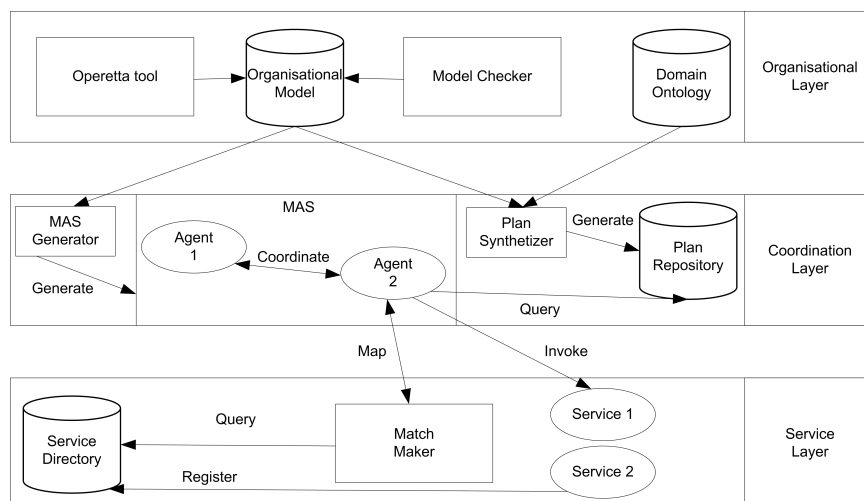 Operetta tool
Organisational
Model
Model Checker
Domain
Ontology
Organisational
Layer
MAS
Generator
Generate
MAS
Agent
1
Coordinate
Agent
2
Plan
Synthetizer
Generate
Plan
Repository
Query
Coordination
Layer
Map
Invoke
Service
Directory
Query
Register
Match
Maker
Service 1
Service 2
Service
Layer